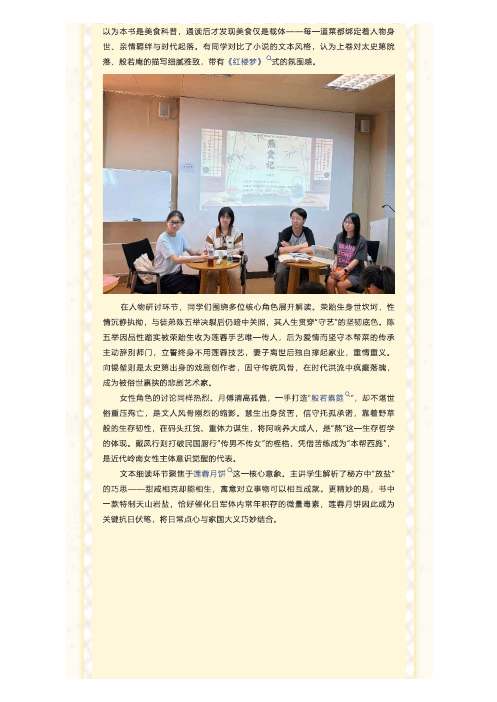 以为本书是美食科普，通读后才发现美食仅是载体——每一道菜都绑定着人物身
世、亲情羁绊与时代起落。有同学对比了小说的文本风格，认为上卷对太史第院
落、般若庵的描写细腻雅致，带有《红楼梦》式的氛围感。
燕食记
在人物研讨环节，同学们围绕多位核心角色展开解读。荣贻生身世坎坷，性
情沉静执拗，与徒弟陈五举决裂后仍暗中关照，其人生贯穿“守艺”的坚韧底色。陈
五举因品性踏实被荣贻生收为莲蓉手艺唯一传人，后为爱情而坚守本帮菜的传承
主动辞别师门，立誓终身不用莲蓉技艺，妻子离世后独自撑起家业，重情重义。
向锡堃则是太史第出身的戏剧创作者，固守传统风骨，在时代洪流中疯癫落魄，
成为被俗世裹挟的悲剧艺术家。
女性角色的讨论同样热烈。月傅清高孤傲，一手打造“般若素筵”，却不堪世
俗重压殉亡，是文人风骨刚烈的缩影。慧生出身贫苦，信守托孤承诺，靠着野草
般的生存韧性，在码头扛货、重体力谋生，将阿响养大成人，是“熬”这一生存哲学
的体现。戴凤行则打破民国厨行“传男不传女”的桎梏，凭借苦练成为“本帮西施”，
是近代岭南女性主体意识觉醒的代表。
文本细读环节聚焦于莲蓉月饼这一核心意象。主讲学生解析了秘方中“放盐”
的巧思——甜咸相克却能相生，寓意对立事物可以相互成就。更精妙的是，书中
一款特制天山岩盐，恰好催化日军体内常年积存的微量毒素，莲蓉月饼因此成为
关键抗日伏笔，将日常点心与家国大义巧妙结合。